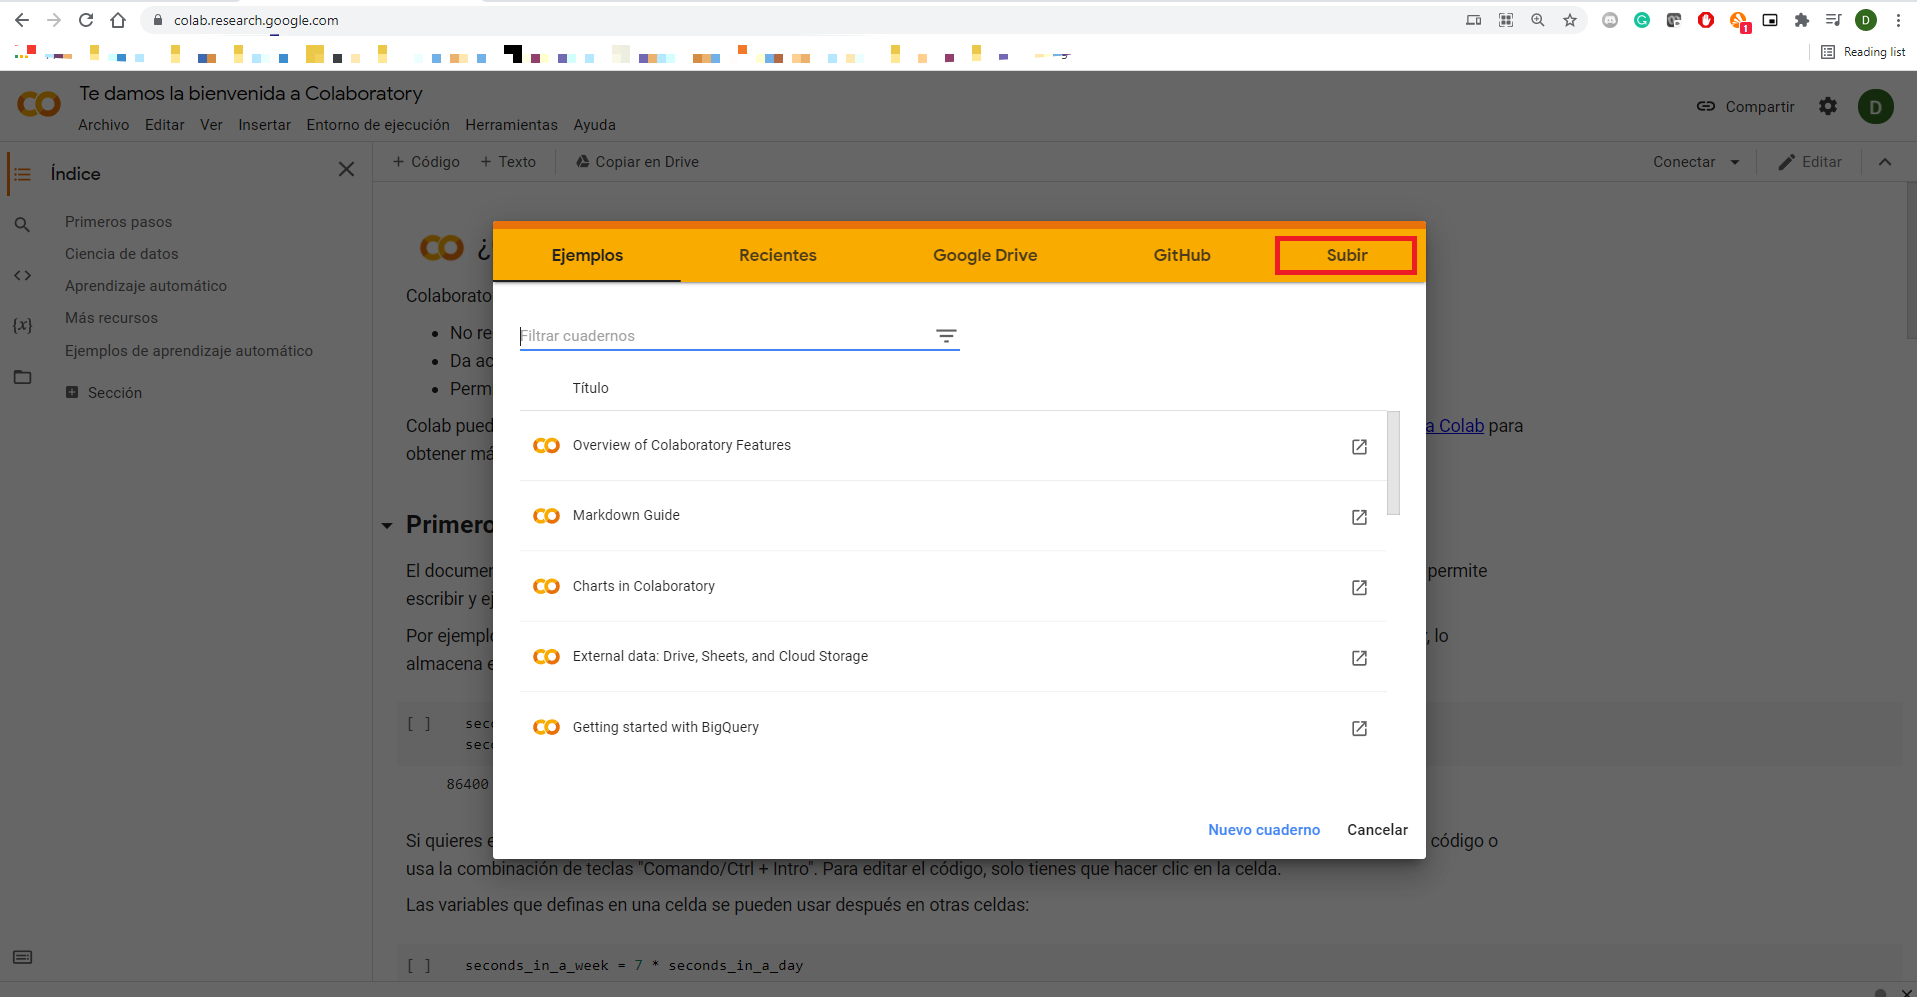 colab.research.google.com
1
D
Reading list
Te damos la bienvenida a Colaboratory
Archivo Editar Ver Insertar Entorno de ejecución Herramientas Ayuda
Compartir
D
+ Código + Texto Copiar en Drive
Conectar Editar
Índice
Primeros pasos
Ciencia de datos
Aprendizaje automático
Más recursos
Ejemplos de aprendizaje automático
Sección
¿
Colaborato
No re
Da ac
Perm
Colab pued
a Colab para
obtener má
Primero
El documen
permite
escribir y ej
Por ejemplo
, lo
almacena e
[ ] seco
seco
86400
Si quieres e
código o
usa la combinación de teclas "Comando/Ctrl + Intro". Para editar el código, solo tienes que hacer clic en la celda.
Las variables que definas en una celda se pueden usar después en otras celdas:
[ ] seconds_in_a_week = 7 * seconds_in_a_day
Ejemplos Recientes Google Drive GitHub Subir
Filtrar cuadernos
Título
Overview of Colaboratory Features
Markdown Guide
Charts in Colaboratory
External data: Drive, Sheets, and Cloud Storage
Getting started with BigQuery
Nuevo cuaderno Cancelar